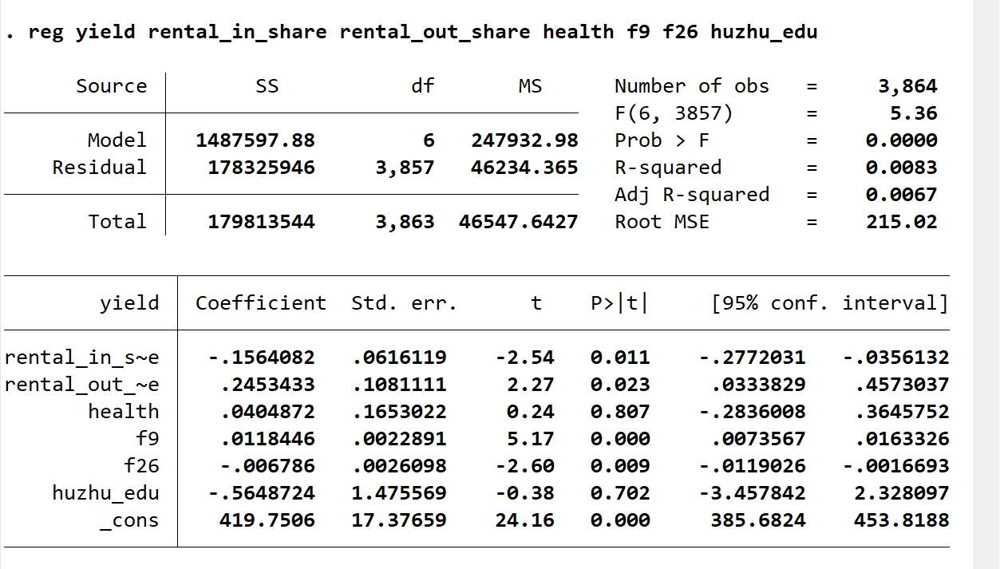 . reg yield rental_in_share rental_out_share health f9 f26 huzhu_edu
Source SS df MS Number of obs = 3,864
F(6, 3857) = 5.36
Model 1487597.88 6 247932.98 Prob > F = 0.0000
Residual 178325946 3,857 46234.365 R-squared = 0.0083
Adj R-squared = 0.0067
Total 179813544 3,863 46547.6427 Root MSE = 215.02
yield Coefficient Std. err. t P>|t| [95% conf. interval]
rental_in_s~e -.1564082 .0616119 -2.54 0.011 -.2772031 -.0356132
rental_out_~e .2453433 .1081111 2.27 0.023 .0333829 .4573037
health .0404872 .1653022 0.24 0.807 -.2836008 .3645752
f9 .0118446 .0022891 5.17 0.000 .0073567 .0163326
f26 -.006786 .0026098 -2.60 0.009 -.0119026 -.0016693
huzhu_edu -.5648724 1.475569 -0.38 0.702 -3.457842 2.328097
_cons 419.7506 17.37659 24.16 0.000 385.6824 453.8188